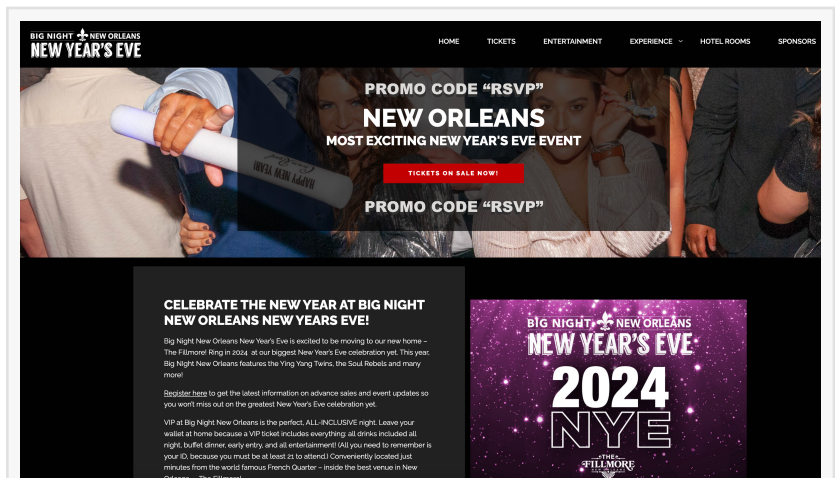 BIG NIGHT NEW ORLEANS
NEW YEAR'S EVE
HOME TICKETS ENTERTAINMENT EXPERIENCE HOTEL ROOMS SPONSORS
PROMO CODE “RSVP”
NEW ORLEANS
MOST EXCITING NEW YEAR'S EVE EVENT
TICKETS ON SALE NOW!
PROMO CODE “RSVP”
HAPPY NEW YEAR!
CELEBRATE THE NEW YEAR AT BIG NIGHT
NEW ORLEANS NEW YEARS EVE!
Big Night New Orleans New Year's Eve is excited to be moving to our new home –
The Fillmore! Ring in 2024 at our biggest New Year's Eve celebration yet. This year,
Big Night New Orleans features the Ying Yang Twins, the Soul Rebels and many
more!
Register here to get the latest information on advance sales and event updates so
you won't miss out on the greatest New Year's Eve celebration yet.
VIP at Big Night New Orleans is the perfect, ALL-INCLUSIVE night. Leave your
wallet at home because a VIP ticket includes everything: all drinks included all
night, buffet dinner, early entry, and all entertainment! (All you need to remember is
your ID, because you must be at least 21 to attend.) Conveniently located just
minutes from the world famous French Quarter – inside the best venue in New
Orleans – The Fillmore!
BIG NIGHT NEW ORLEANS
NEW YEAR'S EVE
2024
NYE
THE
FILLMORE